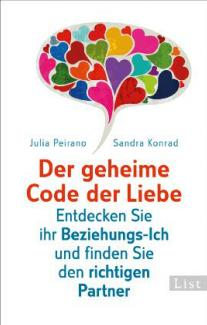 Julia Peirano Sandra Konrad
Der geheime
Code der Liebe
Entdecken Sie
ihr Beziehungs-Ich
und finden Sie
den richtigen
Partner
List